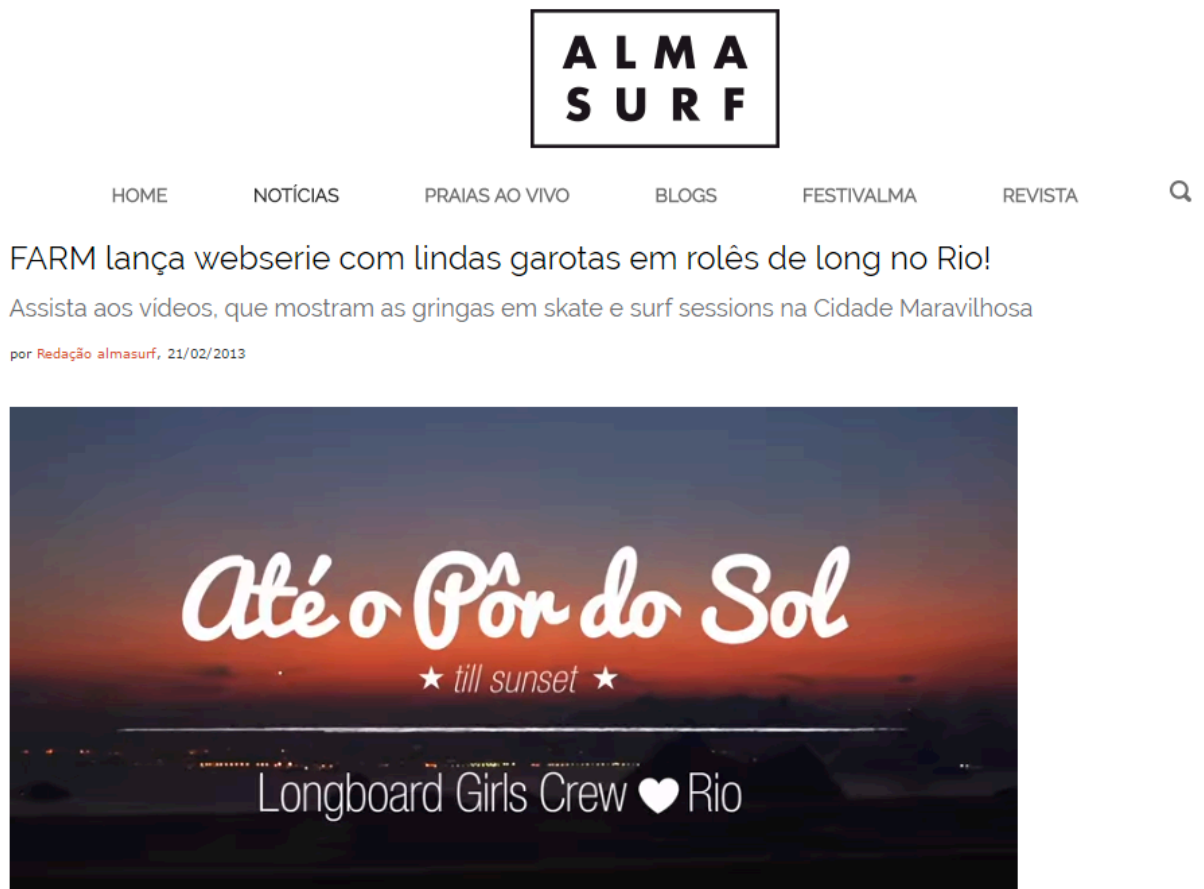 ALMA
SURF
HOME NOTÍCIAS PRAIAS AO VIVO BLOGS FESTIVALMA REVISTA
FARM lança webserie com lindas garotas em rolês de long no Rio!
Assista aos vídeos, que mostram as gringas em skate e surf sessions na Cidade Maravilhosa
por Redação almasurf, 21/02/2013
Até o Pôr do Sol
★ till sunset ★
Longboard Girls Crew ♥ Rio